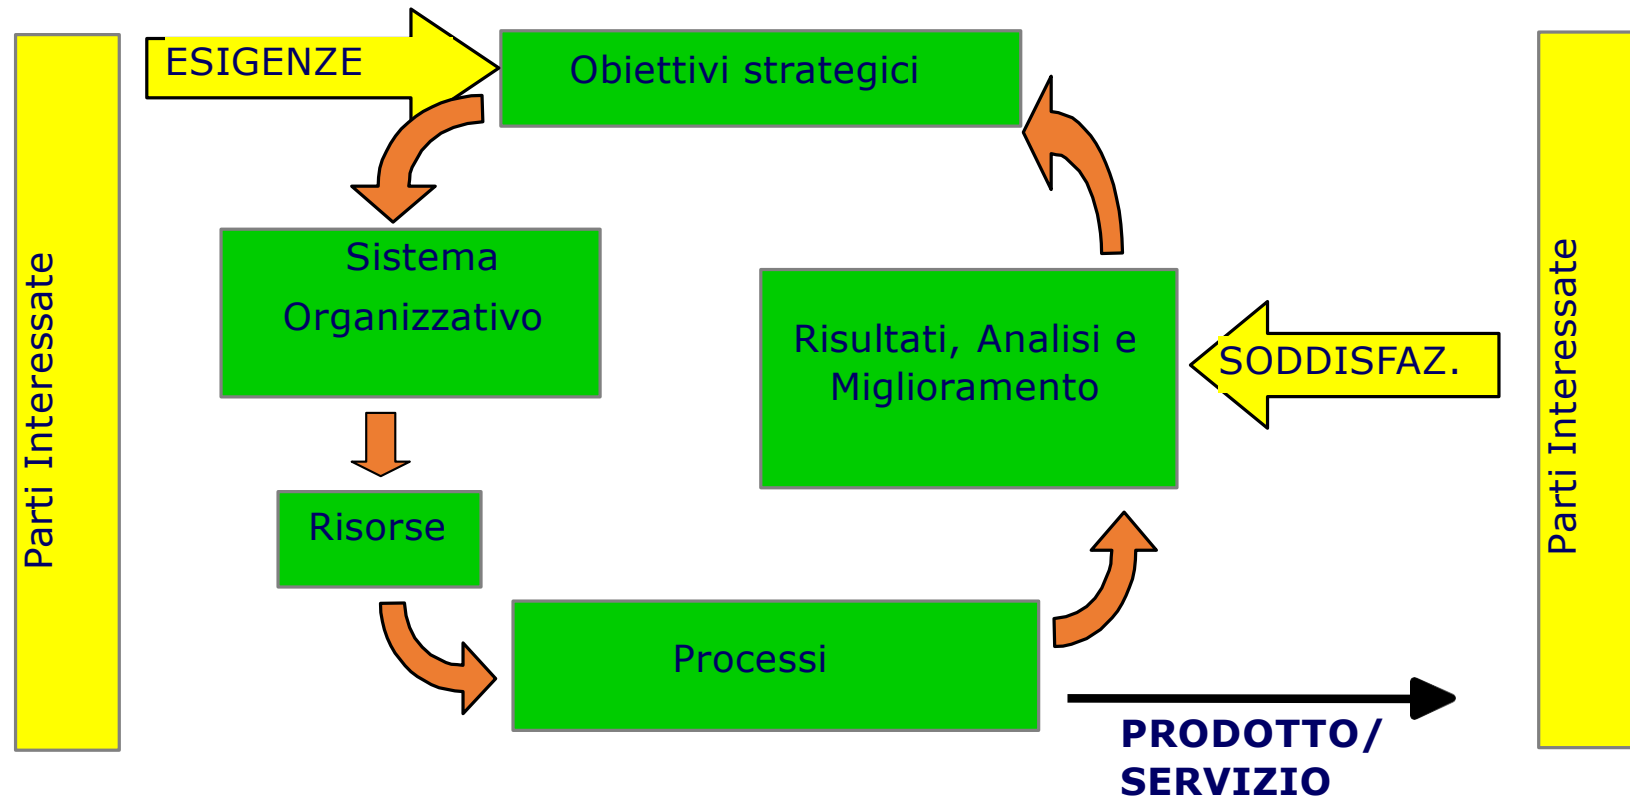 ESIGENZE
Obiettivi strategici
Parti Interessate
Sistema
Organizzativo
Risultati, Analisi e
Miglioramento
SODDISFAZ.
Parti Interessate
Risorse
Processi
PRODOTTO/
SERVIZIO